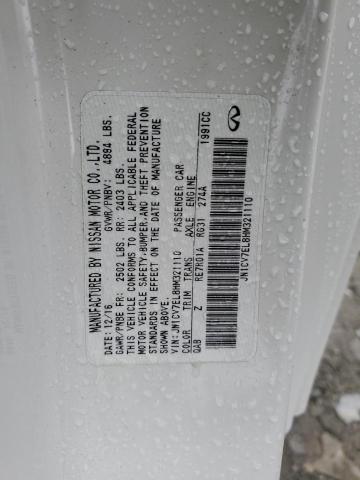 MANUFACTURED BY NISSAN MOTOR CO.,LTD.
DATE: 12/16 GVWR/PNBV: 4884 LBS.
GAWR/PNBE FR: 2502 LBS. RR: 2403 LBS.
THIS VEHICLE CONFORMS TO ALL APPLICABLE FEDERAL
MOTOR VEHICLE SAFETY,BUMPER,AND THEFT PREVENTION
STANDARDS IN EFFECT ON THE DATE OF MANUFACTURE
SHOWN ABOVE.
VIN: JN1CV7EL8HM321110 PASSENGER CAR
COLOR TRIM TRANS AXLE ENGINE
QAB Z RE7R01A RG31 274A 1991CC
JN1CV7EL8HM321110